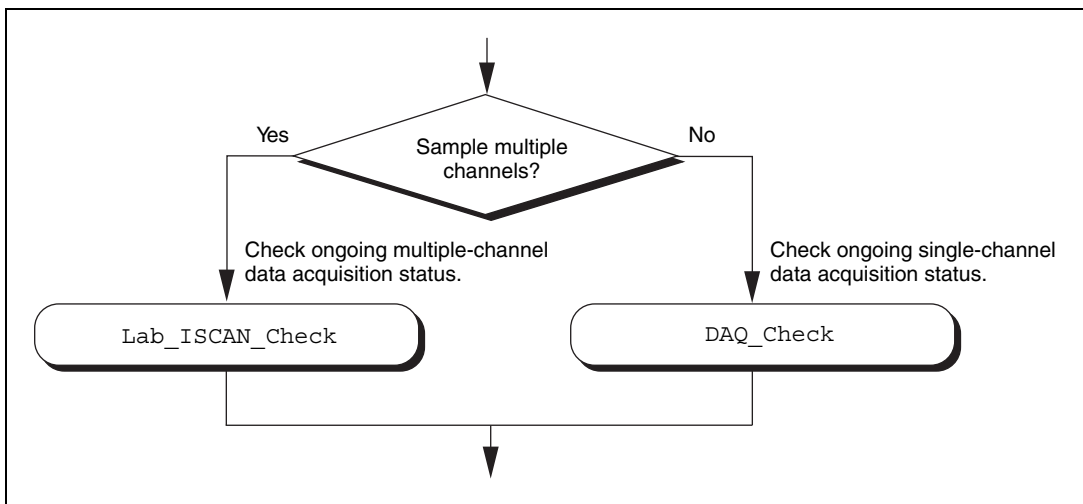 Yes
No
Sample multiple
channels?
Check ongoing multiple-channel
data acquisition status.
Check ongoing single-channel
data acquisition status.
Lab_ISCAN_Check
DAQ_Check